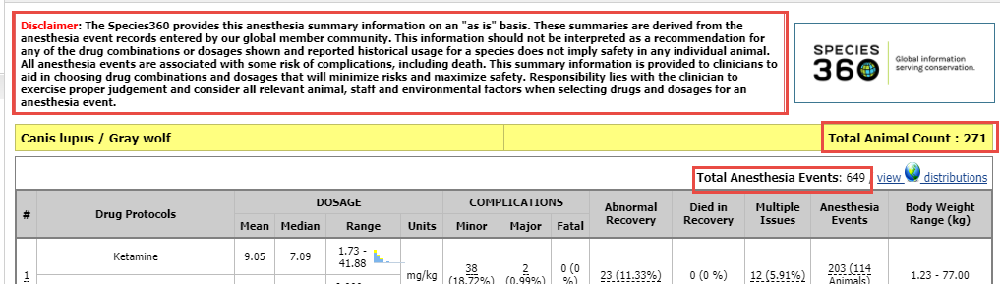 Disclaimer: The Species360 provides this anesthesia summary information on an "as is" basis. These summaries are derived from the
anesthesia event records entered by our global member community. This information should not be interpreted as a recommendation for
any of the drug combinations or dosages shown and reported historical usage for a species does not imply safety in any individual animal.
All anesthesia events are associated with some risk of complications, including death. This summary information is provided to clinicians to
aid in choosing drug combinations and dosages that will minimize risks and maximize safety. Responsibility lies with the clinician to
exercise proper judgement and consider all relevant animal, staff and environmental factors when selecting drugs and dosages for an
anesthesia event.
SPECIES
360
Global information
serving conservation.
Canis lupus / Gray wolf Total Animal Count : 271
Total Anesthesia Events: 649 / view distributions
# Drug Protocols DOSAGE COMPLICATIONS Abnormal Recovery Died in Recovery Multiple Issues Anesthesia Events Body Weight Range (kg)
Mean Median Range Units Minor Major Fatal
1 Ketamine 9.05 7.09 1.73 - 41.88 mg/kg 38 (18.72%) 2 (0.99%) 0 (0 %) 23 (11.33%) 0 (0 %) 12 (5.91%) 203 (114 Animals) 1.23 - 77.00